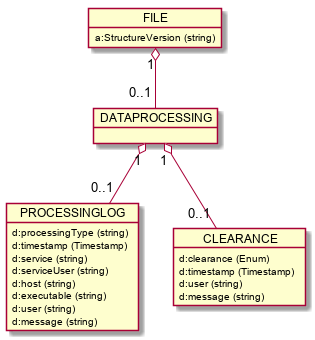 FILE
a:StructureVersion (string)
1
0..1
DATAPROCESSING
1
1
0..1
0..1
PROCESSINGLOG
d:processingType (string)
d:timestamp (Timestamp)
d:service (string)
d:serviceUser (string)
d:host (string)
d:executable (string)
d:user (string)
d:message (string)
CLEARANCE
d:clearance (Enum)
d:timestamp (Timestamp)
d:user (string)
d:message (string)